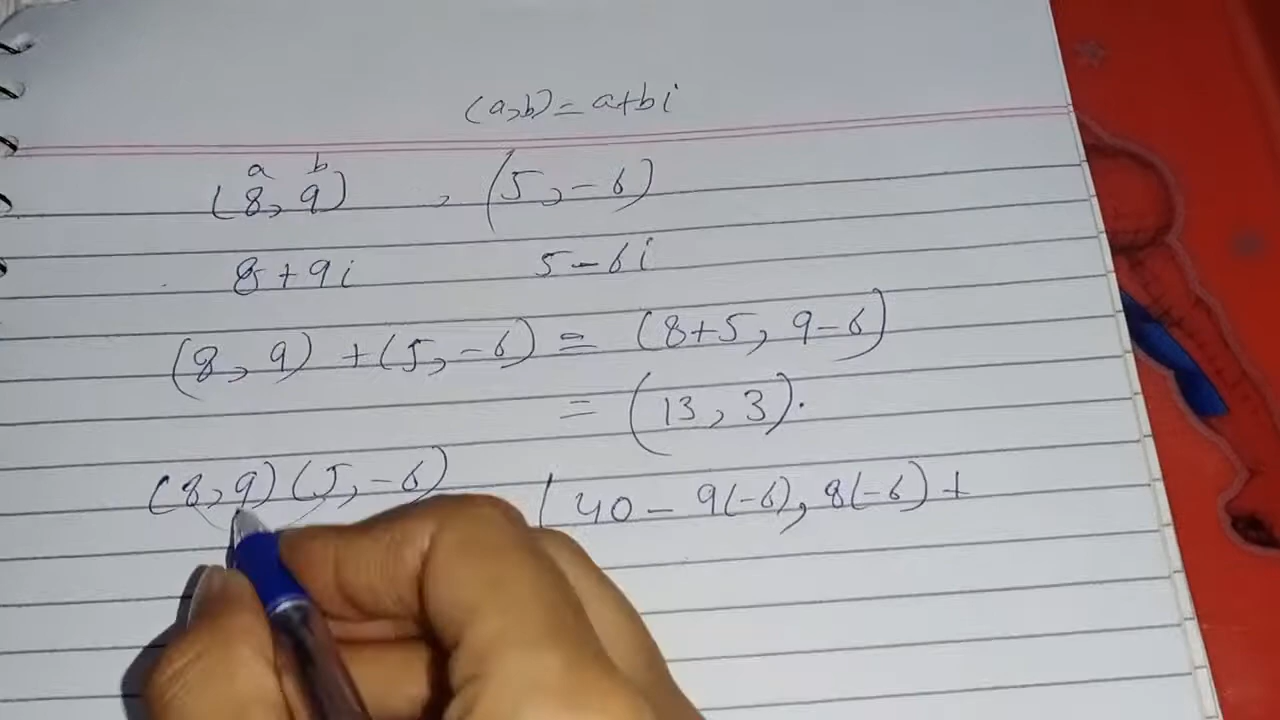 (a,b) = a+bi
a b
(8, 9) , (5, -6)
8 + 9i 5 - 6i
(8, 9) + (5, -6) = (8+5, 9-6)
= (13, 3).
(8, 9) (5, -6) (40 - 9(-6), 8(-6) +